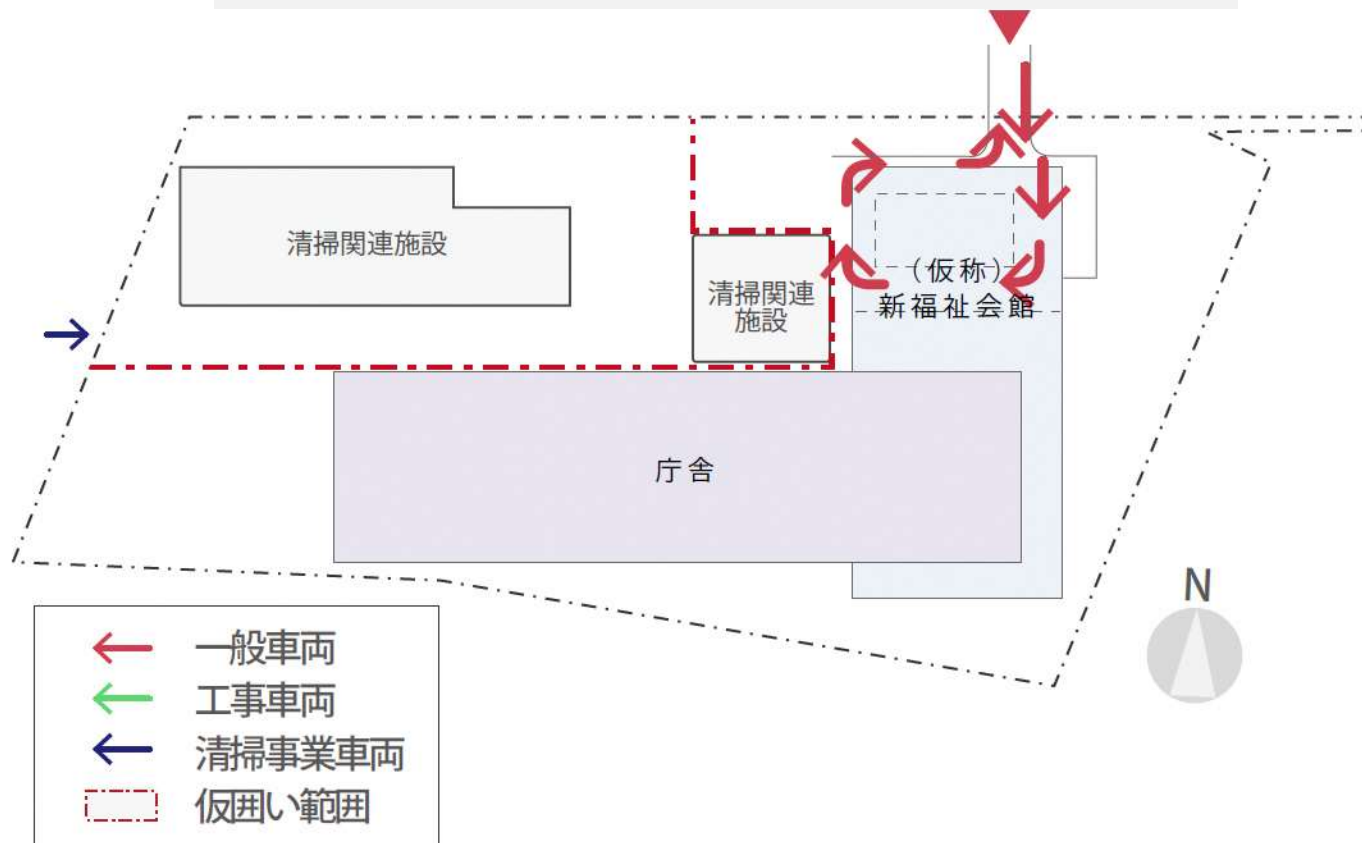 清掃関連施設
清掃関連
施設
（仮称）
新福祉会館
庁舎
N
一般車両
工事車両
清掃事業車両
仮囲い範囲